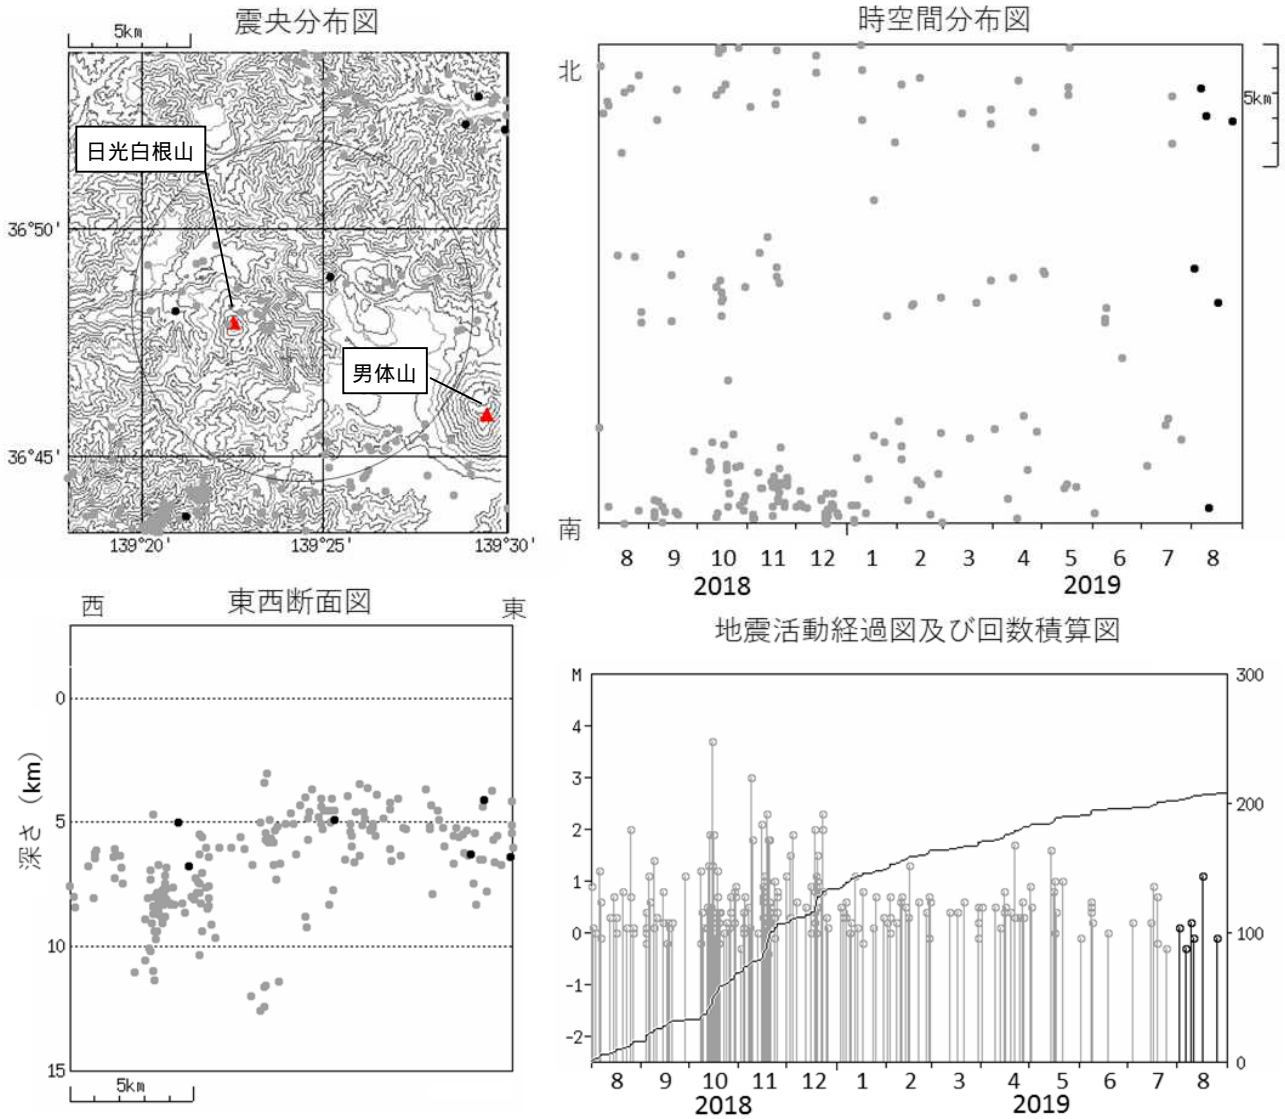 震央分布図
5km
日光白根山
男体山
36°50'
36°45'
139°20'
139°25'
139°30'
時空間分布図
北
南
5km
8 9 10 11 12 1 2 3 4 5 6 7 8
2018 2019
東西断面図
西 東
深さ(km)
0
5
10
15
5km
地震活動経過図及び回数積算図
M
4
3
2
1
0
-1
-2
300
200
100
0
8 9 10 11 12 1 2 3 4 5 6 7 8
2018 2019